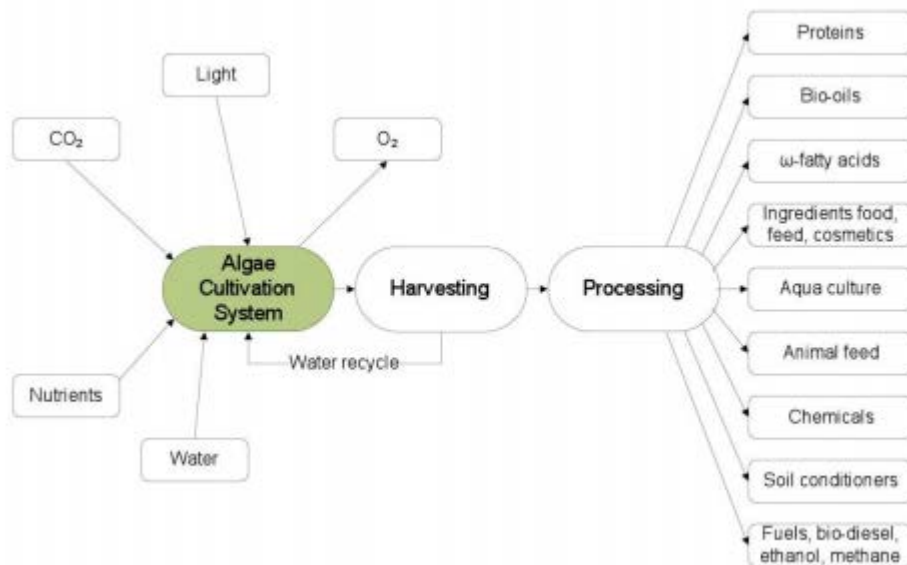 Proteins
Light
Bio-oils
CO₂
O₂
ω-fatty acids
Ingredients food,
feed, cosmetics
Algae
Cultivation
System
Harvesting
Processing
Aqua culture
Water recycle
Animal feed
Nutrients
Chemicals
Water
Soil conditioners
Fuels, bio-diesel,
ethanol, methane